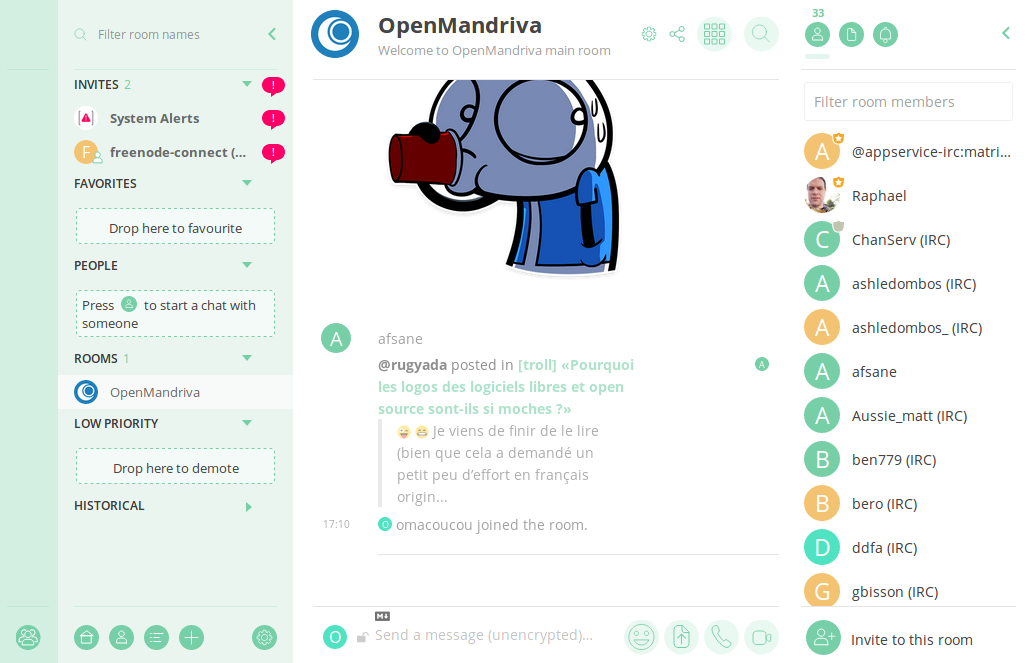 Filter room names
INVITES 2
!
System Alerts
!
F
freenode-connect (...
!
FAVORITES
Drop here to favourite
PEOPLE
Press to start a chat with
someone
ROOMS 1
OpenMandriva
LOW PRIORITY
Drop here to demote
HISTORICAL
OpenMandriva
Welcome to OpenMandriva main room
A
afsane
@rugyada posted in [troll] «Pourquoi
les logos des logiciels libres et open
source sont-ils si moches ?»
A
Je viens de finir de le lire
(bien que cela a demandé un
petit peu d’effort en français
origin...
17:10
O
omacoucou joined the room.
M
O
Send a message (unencrypted)...
33
Filter room members
A
@appservice-irc:matri...
Raphael
C
ChanServ (IRC)
A
ashledombos (IRC)
A
ashledombos_ (IRC)
A
afsane
A
Aussie_matt (IRC)
B
ben779 (IRC)
B
bero (IRC)
D
ddfa (IRC)
G
gbisson (IRC)
Invite to this room